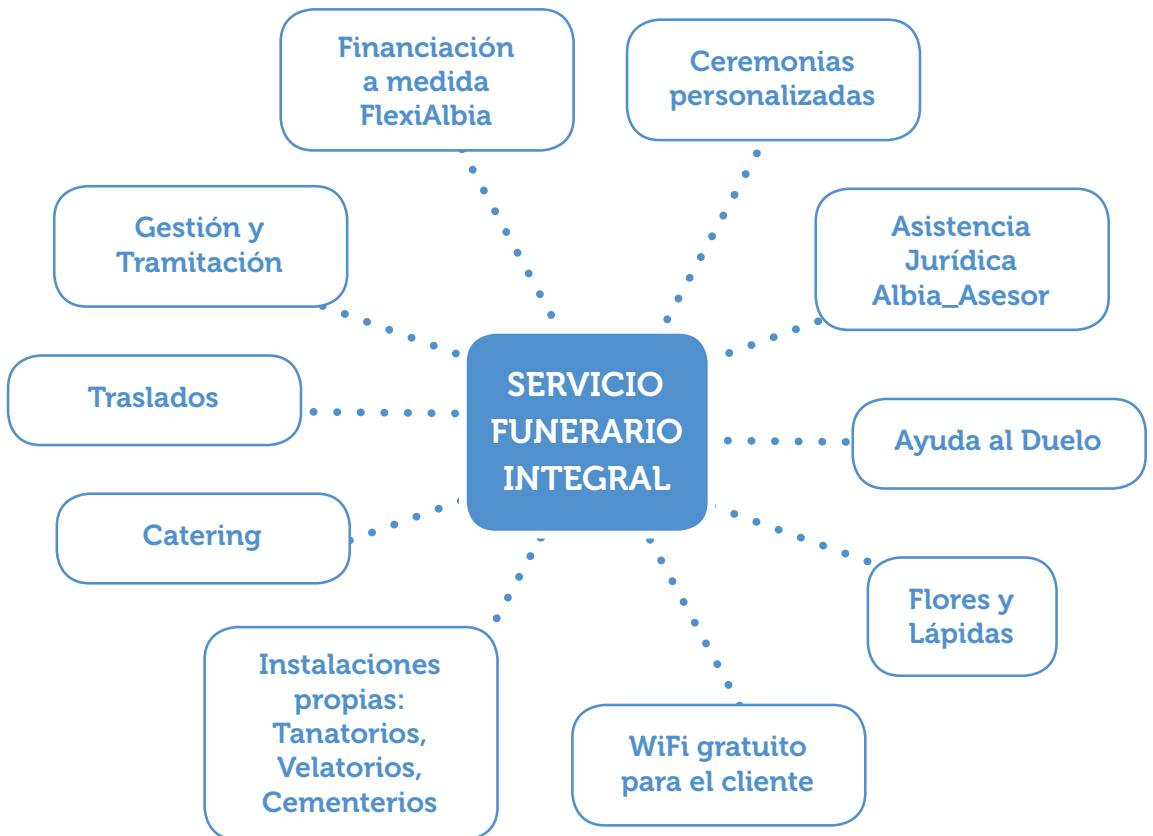 Financiación
a medida
FlexiAlbia
Ceremonias
personalizadas
Gestión y
Tramitación
Asistencia
Jurídica
Albia_Asesor
SERVICIO
FUNERARIO
INTEGRAL
Traslados
Ayuda al Duelo
Catering
Flores y
Lápidas
Instalaciones
propias:
Tanatorios,
Velatorios,
Cementerios
WiFi gratuito
para el cliente